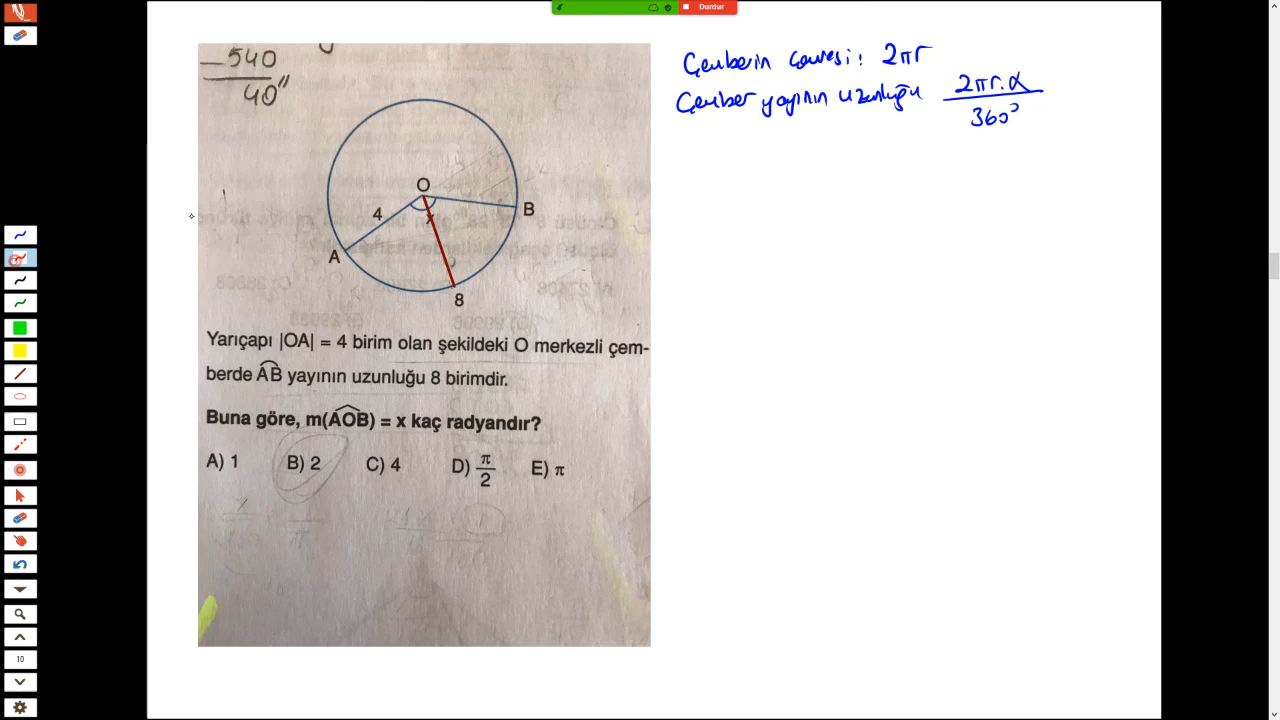 Durdur
– 540
40"
Çemberin çevresi: 2πr
Çember yayının uzunluğu 2πr.α / 360°
O
4
x
B
A
8
Yarıçapı |OA| = 4 birim olan şekildeki O merkezli çem-
berde AB yayının uzunluğu 8 birimdir.
Buna göre, m(AOB) = x kaç radyandır?
A) 1 B) 2 C) 4 D) π/2 E) π
10